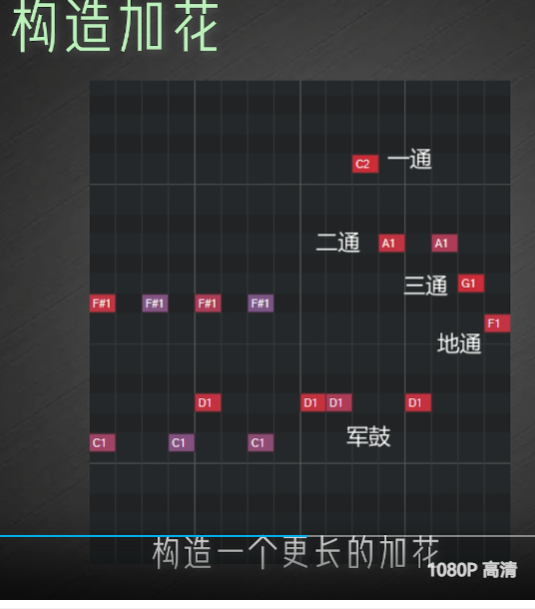 构造加花
C2 一通
二通 A1 A1
三通 G1
F#1 F#1 F#1 F#1
F1
地通
D1 D1 D1 D1
军鼓
C1 C1 C1
构造一个更长的加花
1080P 高清